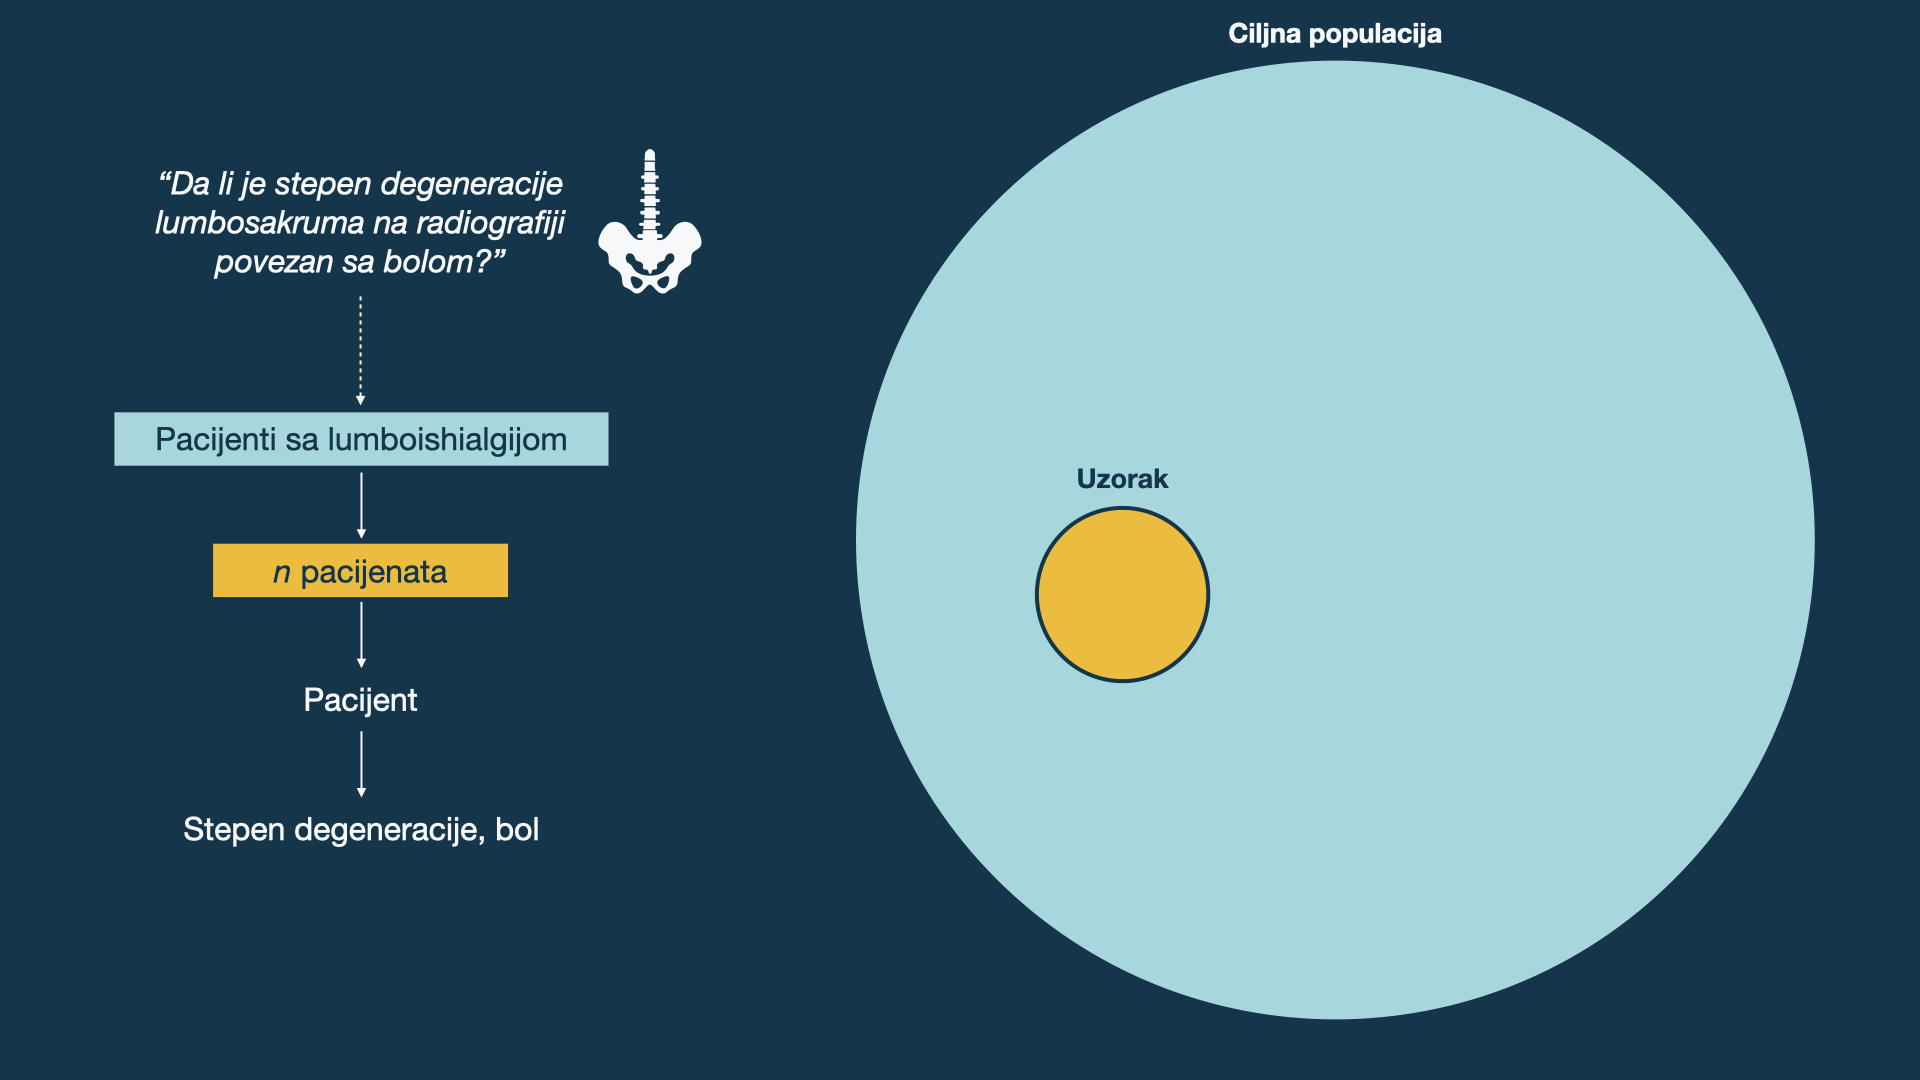 Ciljna populacija
“Da li je stepen degeneracije
lumbosakruma na radiografiji
povezan sa bolom?”
Pacijenti sa lumboishialgijom
Uzorak
n pacijenata
Pacijent
Stepen degeneracije, bol